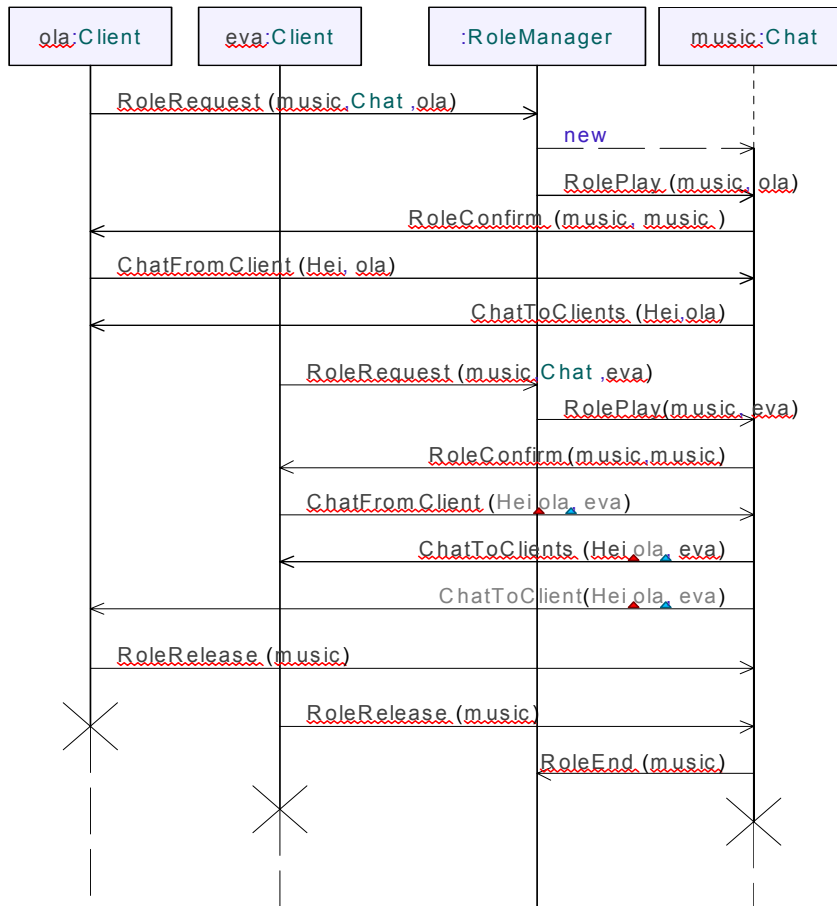 ola:Client
eva:Client
:RoleManager
music:Chat
RoleRequest (music,Chat ,ola)
new
RolePlay (music, ola)
RoleConfirm (music, music )
ChatFromClient (Hei, ola)
ChatToClients (Hei,ola)
RoleRequest (music,Chat ,eva)
RolePlay(music, eva)
RoleConfirm(music,music)
ChatFromClient (Hei ola, eva)
ChatToClients (Hei ola, eva)
ChatToClient(Hei ola, eva)
RoleRelease (music)
RoleRelease (music)
RoleEnd (music)